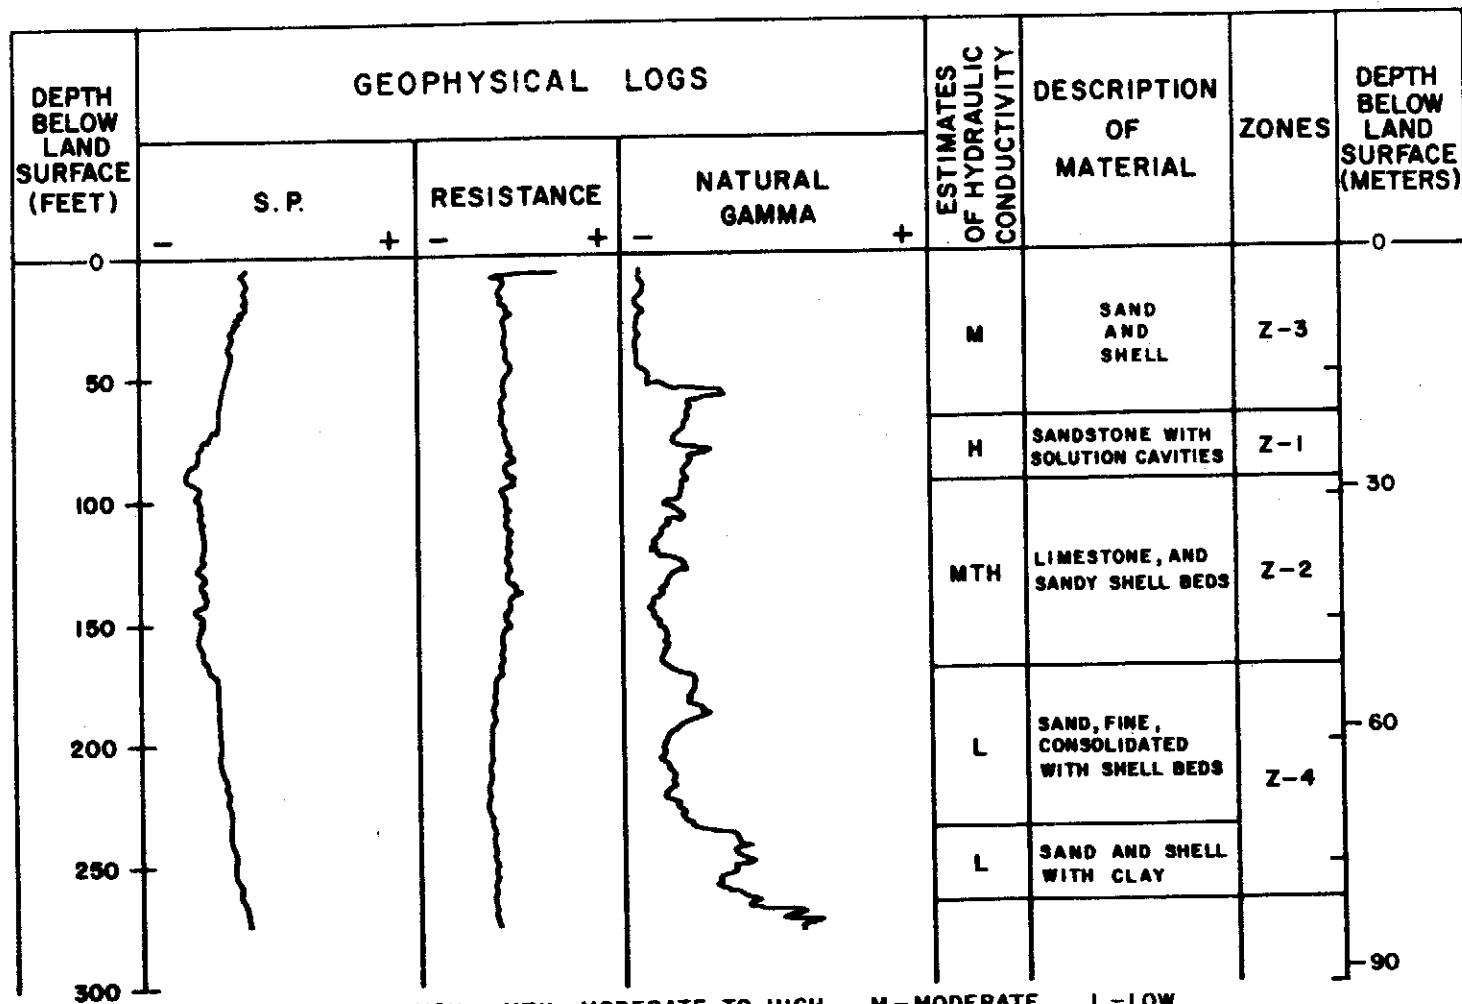 DEPTH
BELOW
LAND
SURFACE
(FEET)
GEOPHYSICAL LOGS
S.P.
- +
RESISTANCE
- +
NATURAL
GAMMA
- +
ESTIMATES
OF HYDRAULIC
CONDUCTIVITY
DESCRIPTION
OF
MATERIAL
ZONES
DEPTH
BELOW
LAND
SURFACE
(METERS)
0
50
100
150
200
250
300
M
SAND
AND
SHELL
Z-3
H
SANDSTONE WITH
SOLUTION CAVITIES
Z-1
MTH
LIMESTONE, AND
SANDY SHELL BEDS
Z-2
L
SAND, FINE,
CONSOLIDATED
WITH SHELL BEDS
Z-4
L
SAND AND SHELL
WITH CLAY
0
30
60
90
MODERATE TO HIGH M-MODERATE L-LOW